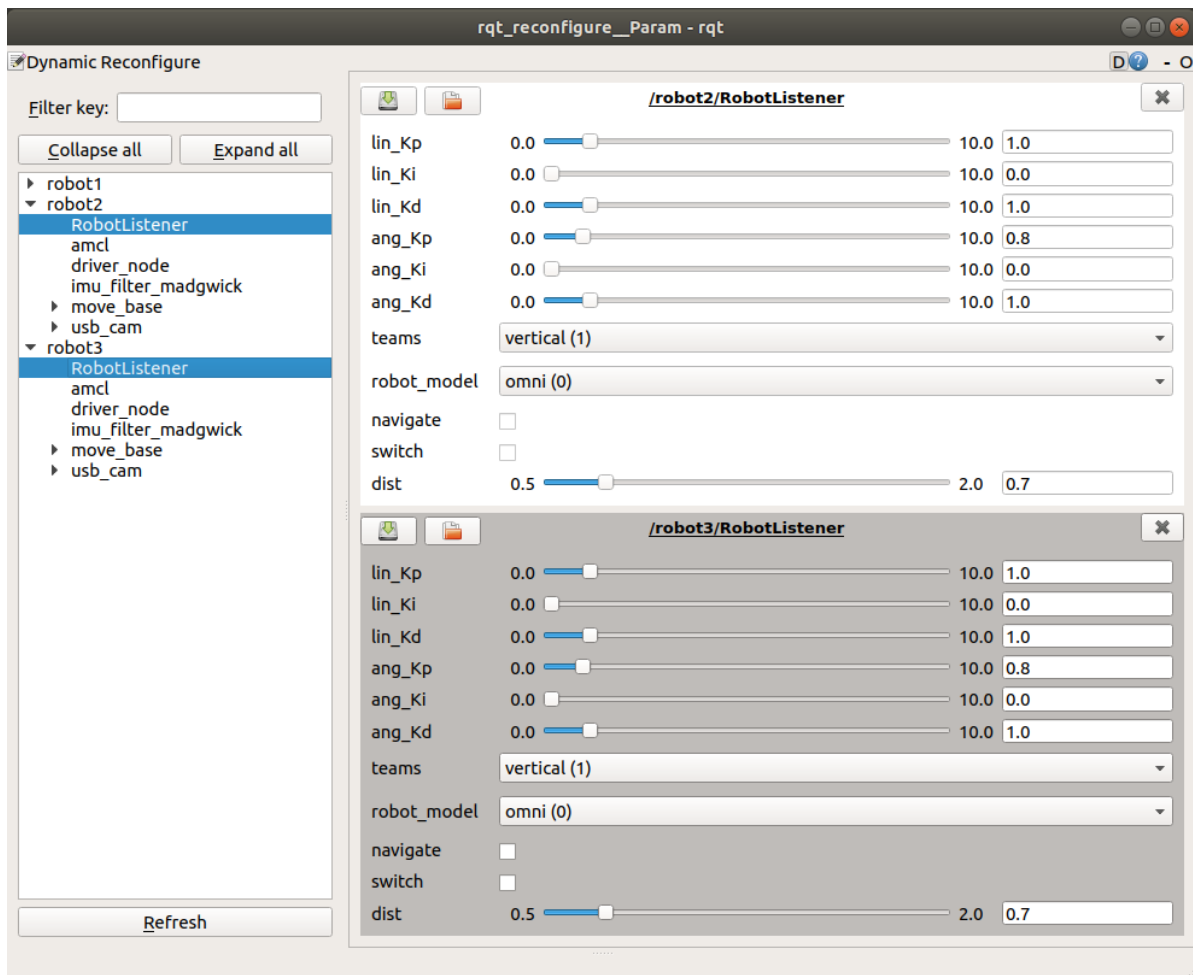 rqt_reconfigure__Param - rqt
Dynamic Reconfigure
D? - O
Filter key:
Collapse all Expand all
robot1
robot2
RobotListener
amcl
driver_node
imu_filter_madgwick
move_base
usb_cam
robot3
RobotListener
amcl
driver_node
imu_filter_madgwick
move_base
usb_cam
Refresh
/robot2/RobotListener
lin_Kp 0.0 10.0 1.0
lin_Ki 0.0 10.0 0.0
lin_Kd 0.0 10.0 1.0
ang_Kp 0.0 10.0 0.8
ang_Ki 0.0 10.0 0.0
ang_Kd 0.0 10.0 1.0
teams vertical (1)
robot_model omni (0)
navigate
switch
dist 0.5 2.0 0.7
/robot3/RobotListener
lin_Kp 0.0 10.0 1.0
lin_Ki 0.0 10.0 0.0
lin_Kd 0.0 10.0 1.0
ang_Kp 0.0 10.0 0.8
ang_Ki 0.0 10.0 0.0
ang_Kd 0.0 10.0 1.0
teams vertical (1)
robot_model omni (0)
navigate
switch
dist 0.5 2.0 0.7